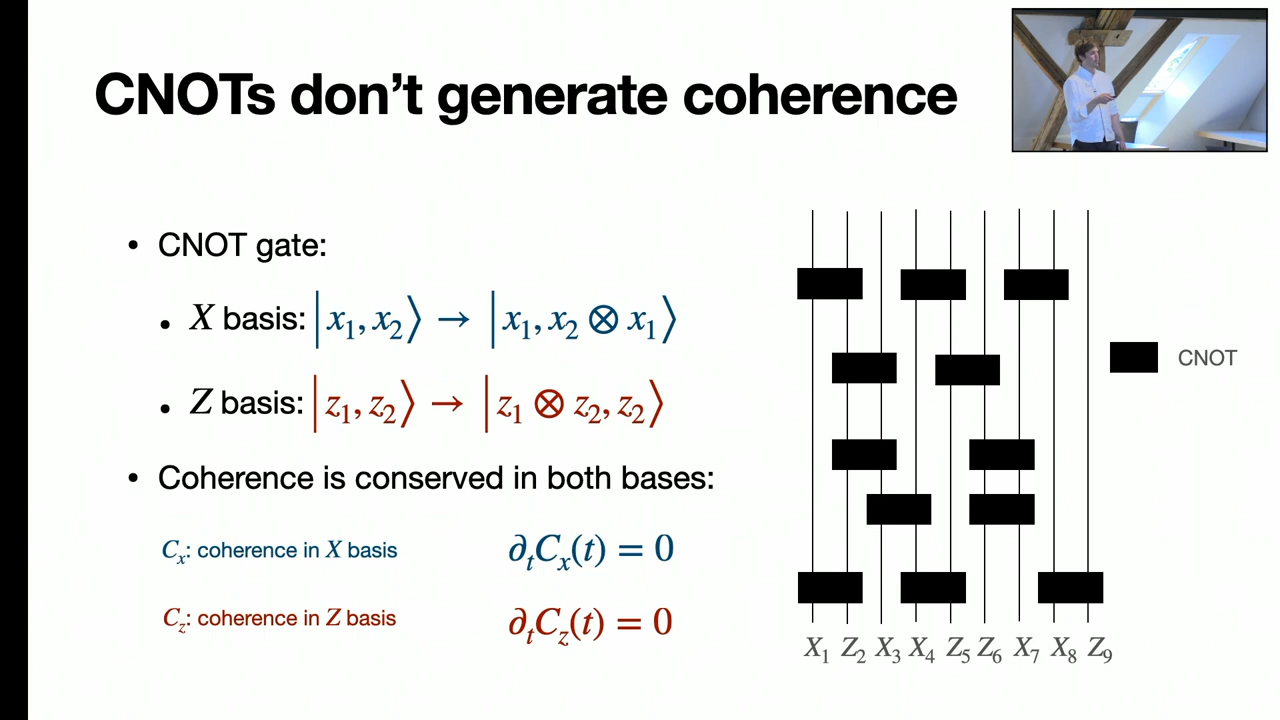 CNOTs don’t generate coherence
• CNOT gate:
• X basis: |x₁, x₂⟩ → |x₁, x₂ ⊗ x₁⟩
• Z basis: |z₁, z₂⟩ → |z₁ ⊗ z₂, z₂⟩
• Coherence is conserved in both bases:
Cₓ: coherence in X basis ∂ₜCₓ(t) = 0
C_z: coherence in Z basis ∂ₜC_z(t) = 0
CNOT
X₁ Z₂ X₃ X₄ Z₅ Z₆ X₇ X₈ Z₉